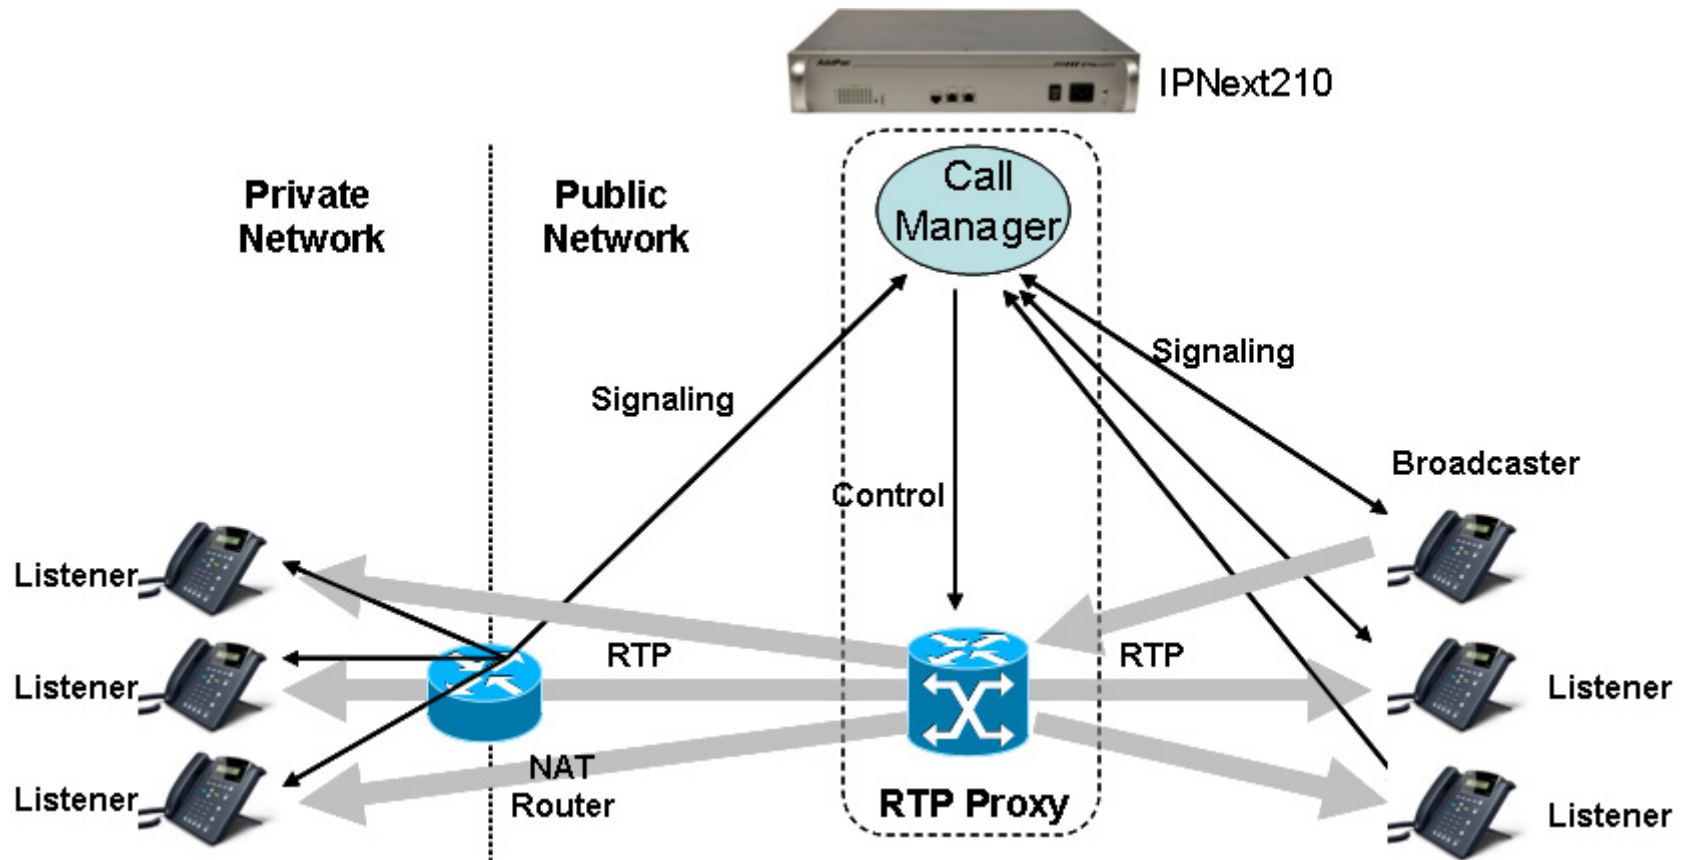 AddPac
IPNext210
Call
Manager
Private
Network
Public
Network
Signaling
Signaling
Control
Broadcaster
Listener
RTP
RTP
Listener
Listener
NAT
Router
RTP Proxy
Listener
Listener